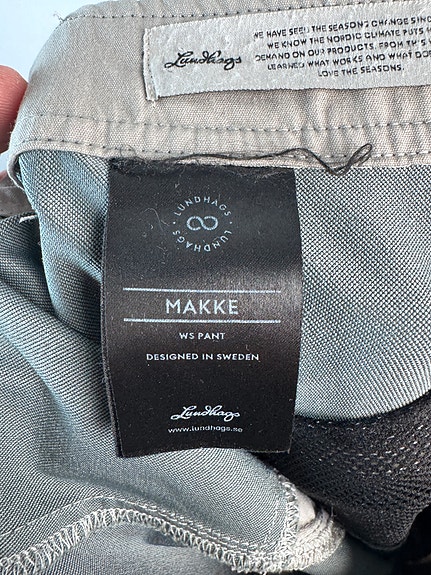 Lundhags
WE HAVE SEEN THE SEASONS CHANGE SINC
WE KNOW THE NORDIC CLIMATE PUTS H
DEMAND ON OUR PRODUCTS. FROM THIS W
LEARNED WHAT WORKS AND WHAT DOE
LOVE THE SEASONS.
LUNDHAGS · LUNDHAGS ·
MAKKE
WS PANT
DESIGNED IN SWEDEN
Lundhags
www.lundhags.se